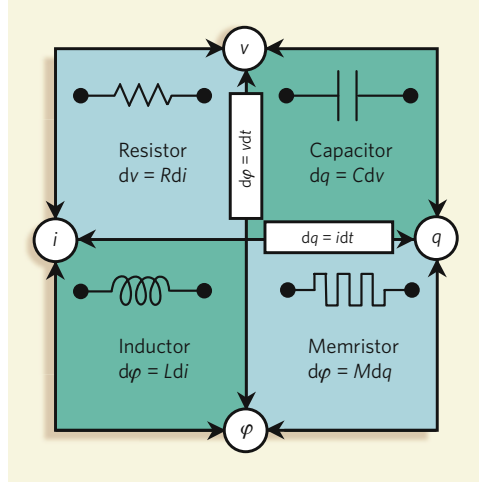 v
Resistor
dv = Rdi
Capacitor
dq = Cdv
dφ = vdt
i
dq = idt
q
Inductor
dφ = Ldi
Memristor
dφ = Mdq
φ